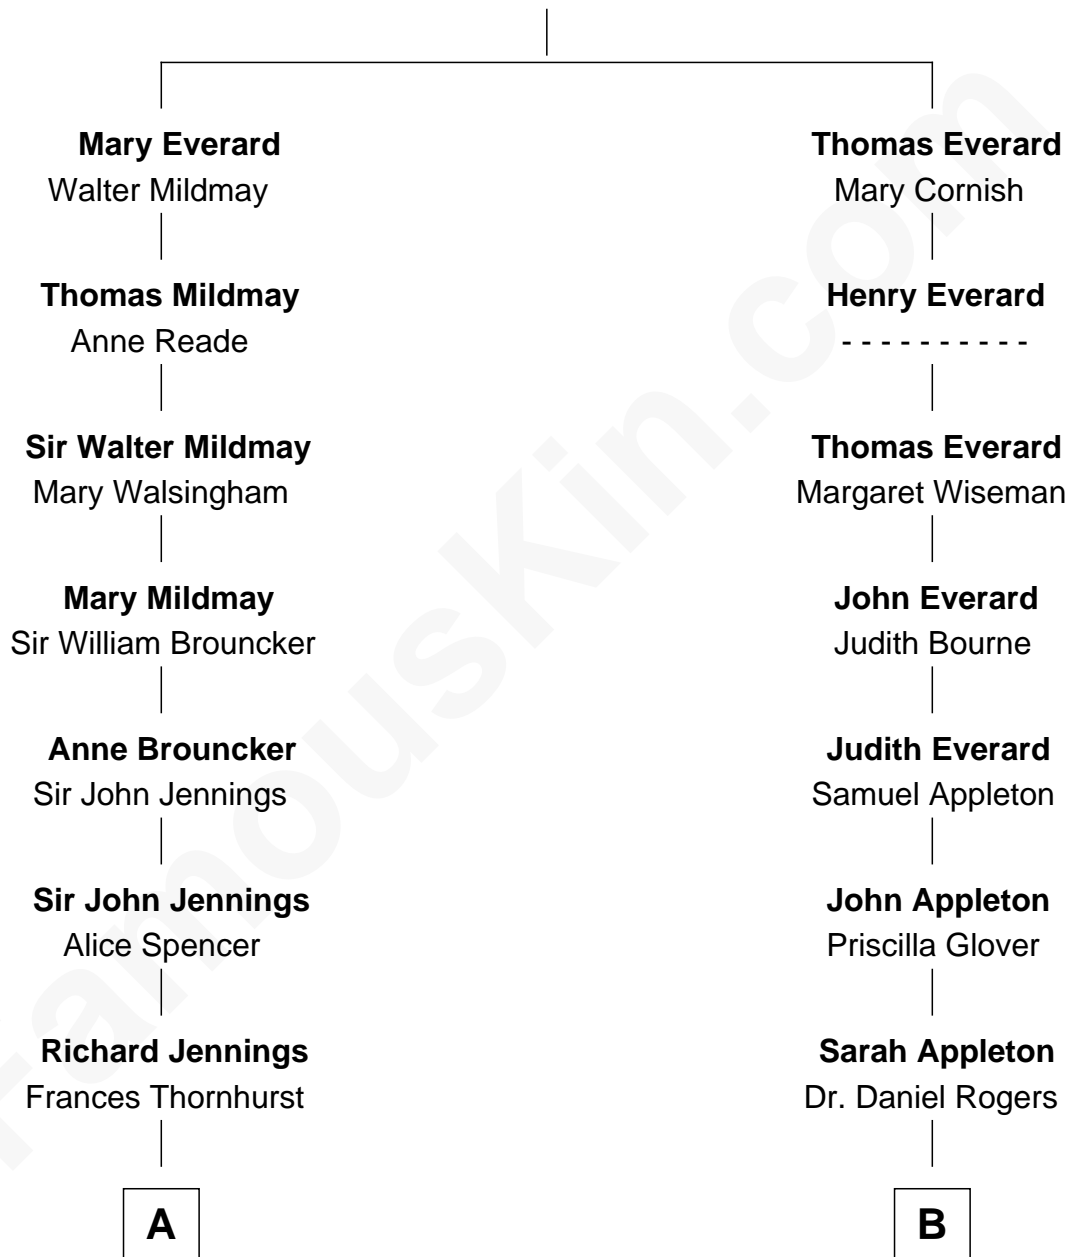 Mary Everard
Walter Mildmay
Thomas Everard
Mary Cornish
Thomas Mildmay
Anne Reade
Henry Everard
- - - - - - - - - -
Sir Walter Mildmay
Mary Walsingham
Thomas Everard
Margaret Wiseman
Mary Mildmay
Sir William Brouncker
John Everard
Judith Bourne
Anne Brouncker
Sir John Jennings
Judith Everard
Samuel Appleton
Sir John Jennings
Alice Spencer
John Appleton
Priscilla Glover
Richard Jennings
Frances Thornhurst
Sarah Appleton
Dr. Daniel Rogers
A
B
FamousKin.com